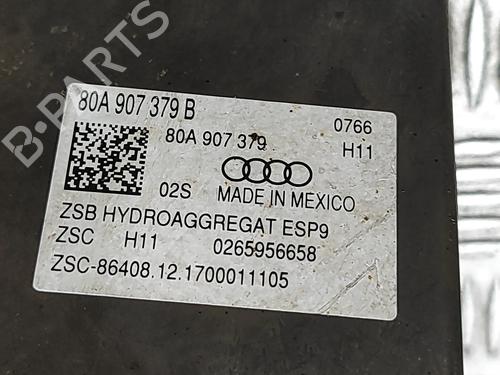 80A 907 379 B
0766
80A 907 379
H11
02S
MADE IN MEXICO
ZSB HYDROAGGREGAT ESP9
ZSC H11 0265956658
ZSC-86408.12.1700011105
B-PARTS